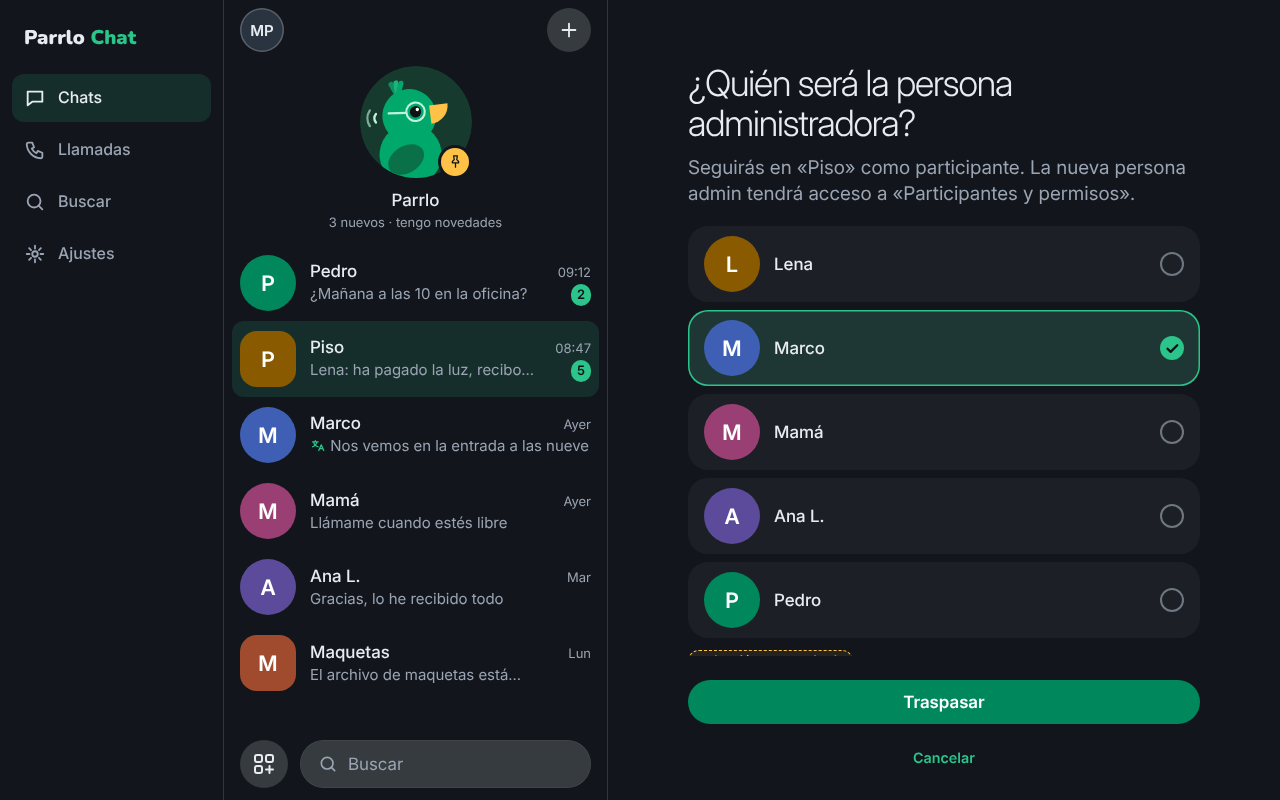 Parrlo Chat
Chats
Llamadas
Buscar
Ajustes
MP
Parrlo
3 nuevos · tengo novedades
P
Pedro
09:12
¿Mañana a las 10 en la oficina?
2
P
Piso
08:47
Lena: ha pagado la luz, recibo...
5
M
Marco
Ayer
Nos vemos en la entrada a las nueve
M
Mamá
Ayer
Llámame cuando estés libre
A
Ana L.
Mar
Gracias, lo he recibido todo
M
Maquetas
Lun
El archivo de maquetas está...
Buscar
¿Quién será la persona
administradora?
Seguirás en «Piso» como participante. La nueva persona
admin tendrá acceso a «Participantes y permisos».
L
Lena
M
Marco
M
Mamá
A
Ana L.
P
Pedro
Traspasar
Cancelar